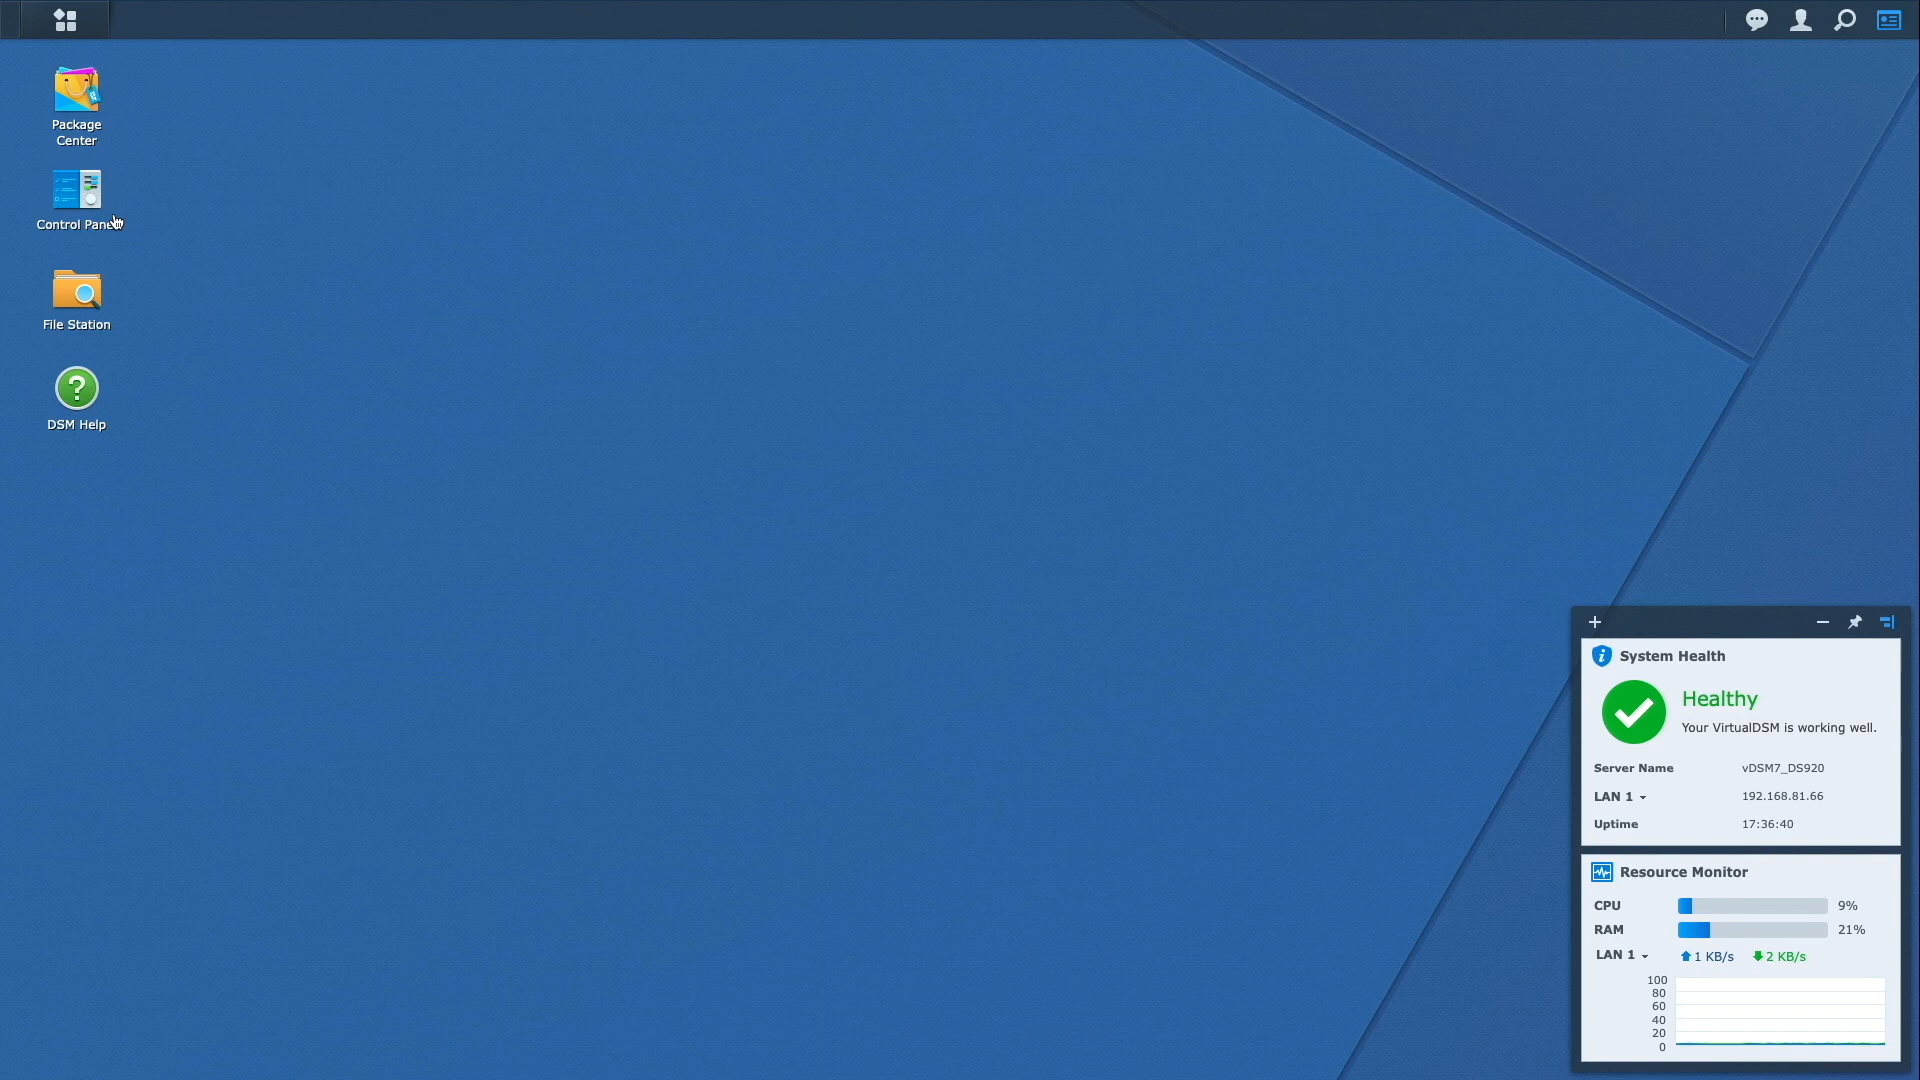 Package
Center
Control Panel
File Station
DSM Help
System Health
Healthy
Your VirtualDSM is working well.
Server Name vDSM7_DS920
LAN 1 192.168.81.66
Uptime 17:36:40
Resource Monitor
CPU 9%
RAM 21%
LAN 1 1 KB/s 2 KB/s
100
80
60
40
20
0